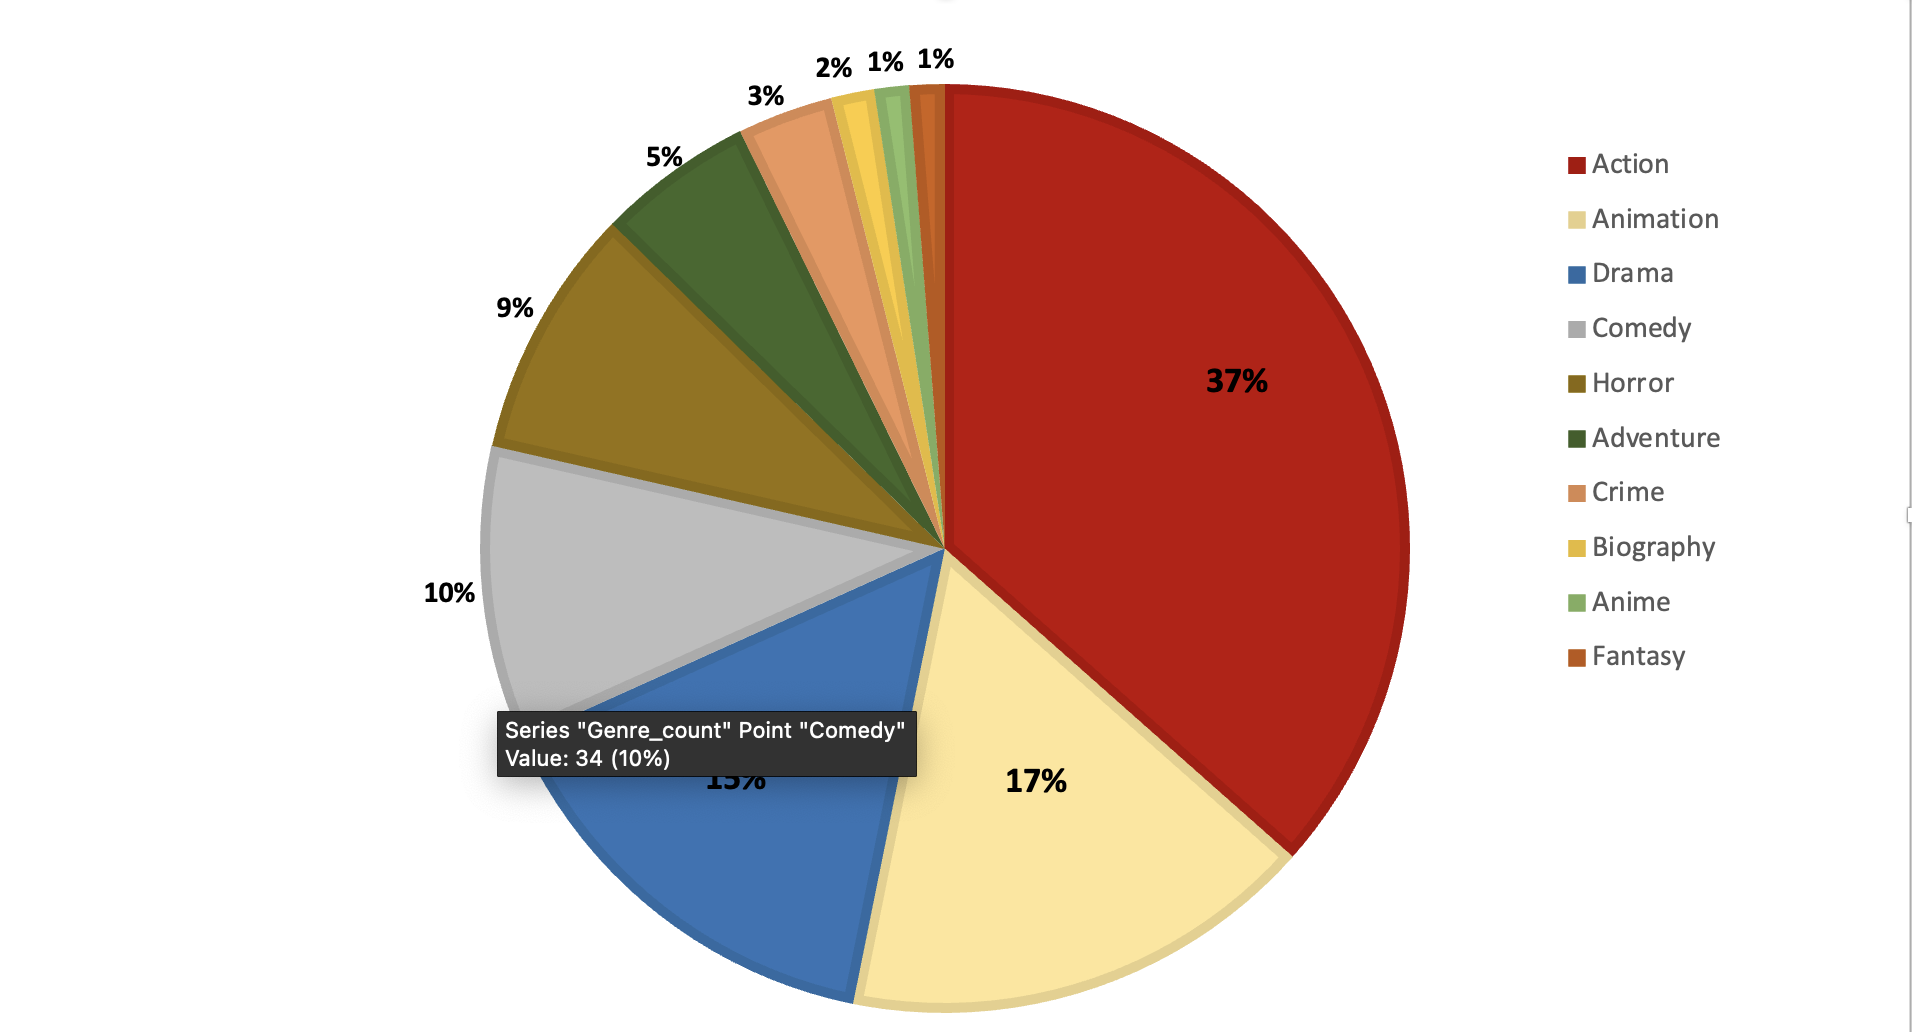 1%
1%
2%
3%
5%
9%
37%
10%
Series "Genre_count" Point "Comedy"
Value: 34 (10%)
15%
17%
Action
Animation
Drama
Comedy
Horror
Adventure
Crime
Biography
Anime
Fantasy